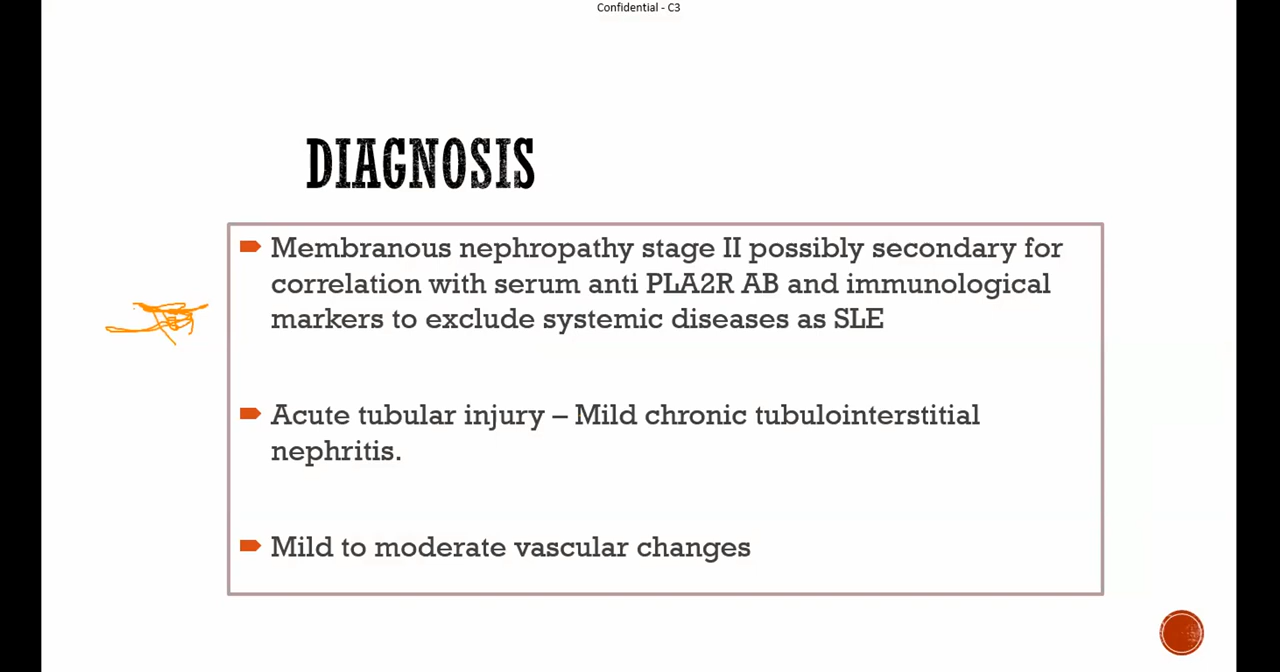 Confidential - C3
DIAGNOSIS
Membranous nephropathy stage II possibly secondary for
correlation with serum anti PLA2R AB and immunological
markers to exclude systemic diseases as SLE
Acute tubular injury – Mild chronic tubulointerstitial
nephritis.
Mild to moderate vascular changes